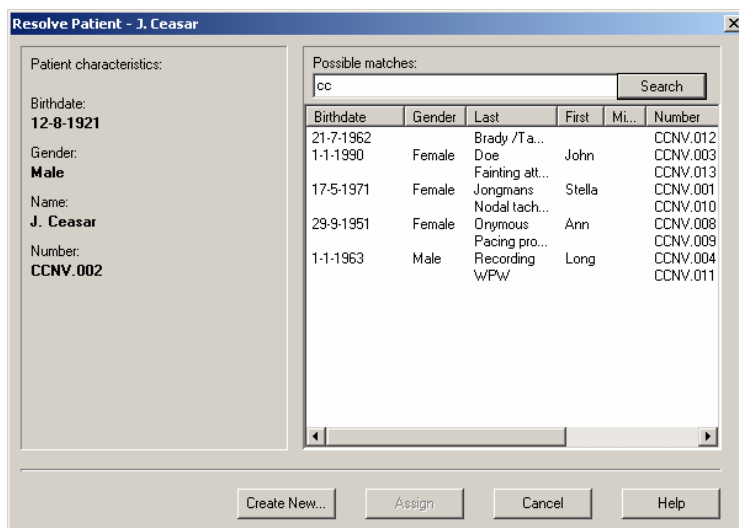 Resolve Patient - J. Ceasar
Patient characteristics:
Birthdate:
12-8-1921
Gender:
Male
Name:
J. Ceasar
Number:
CCNV.002
Possible matches:
cc Search
Birthdate Gender Last First Mi... Number
21-7-1962 Brady /Ta... CCNV.012
1-1-1990 Female Doe John CCNV.003
Fainting att... CCNV.013
17-5-1971 Female Jongmans Stella CCNV.001
Nodal tach... CCNV.010
29-9-1951 Female Onymous Ann CCNV.008
Pacing pro... CCNV.009
1-1-1963 Male Recording Long CCNV.004
WPW CCNV.011
Create New... Assign Cancel Help